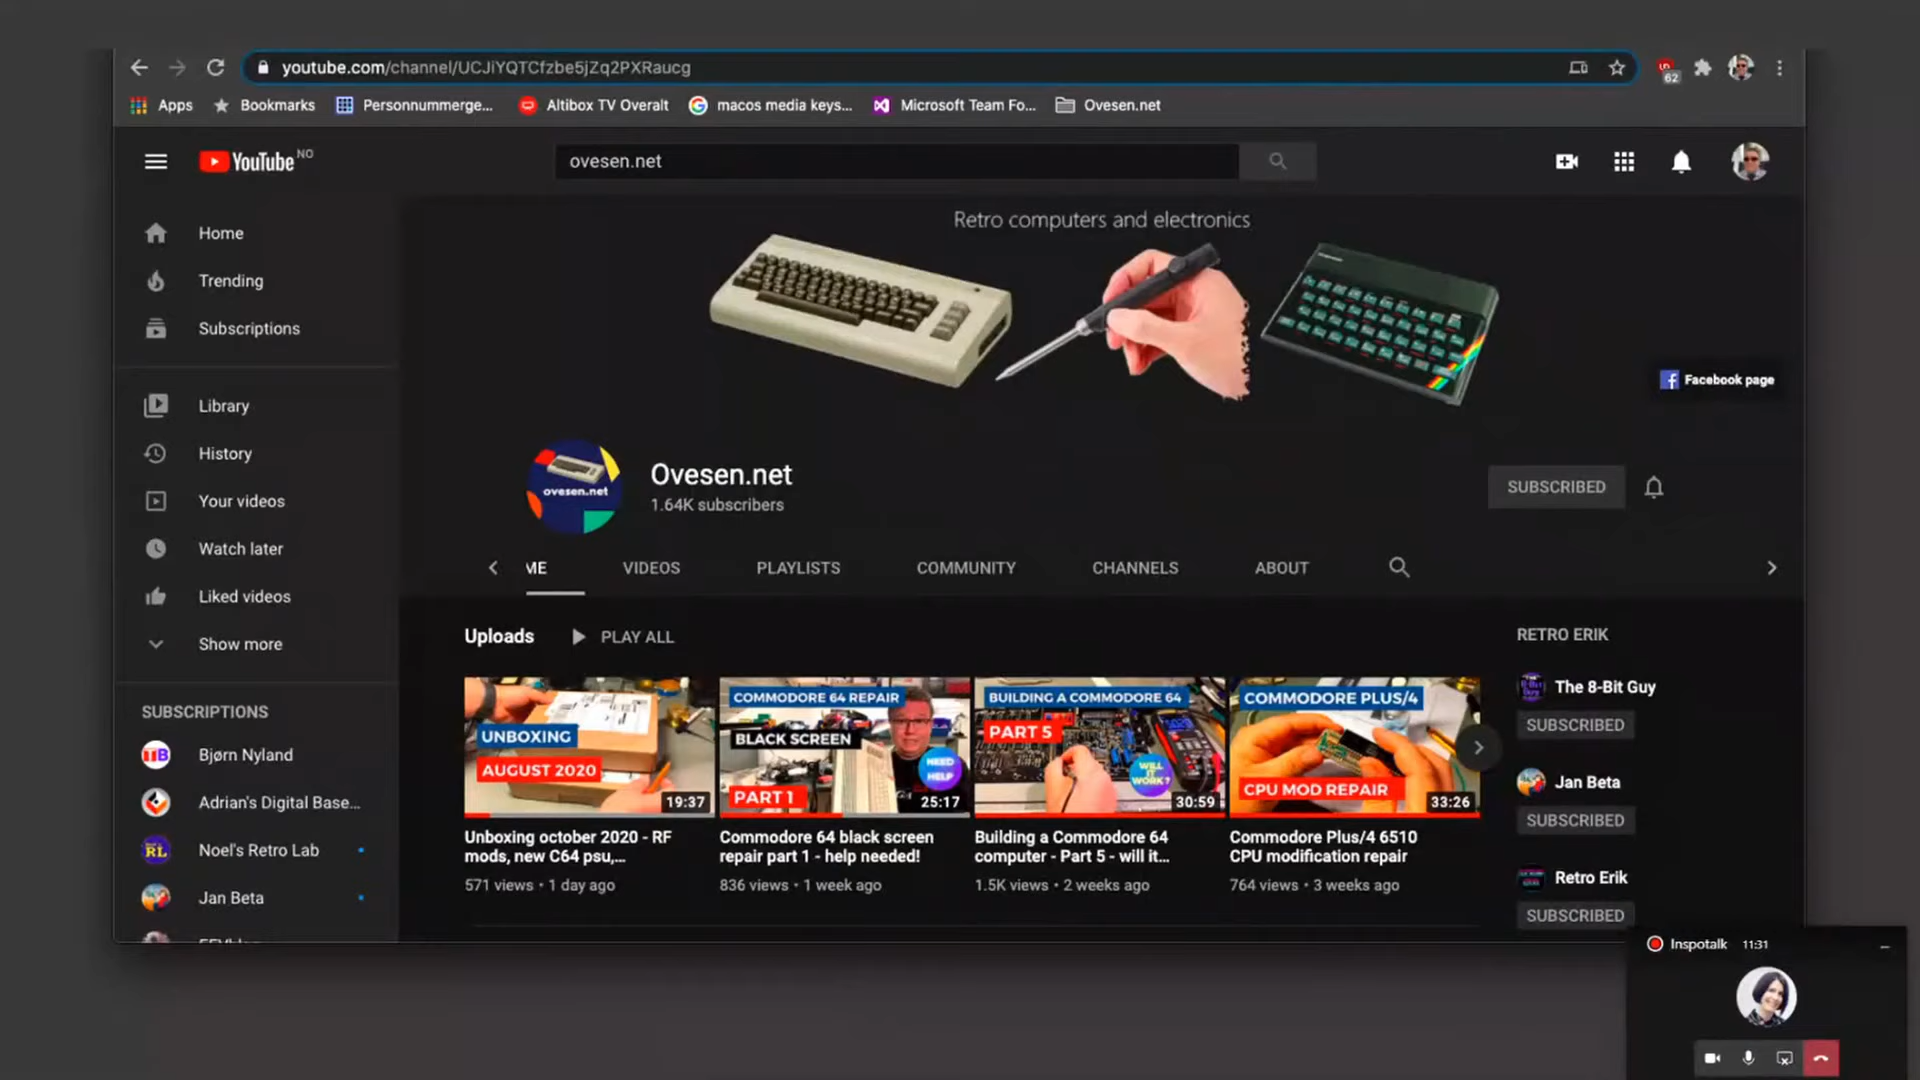 youtube.com/channel/UCJiYQTCfzbe5jZq2PXRaucg
62
Apps
Bookmarks
Personnummerge...
Altibox TV Overalt
macos media keys...
Microsoft Team Fo...
Ovesen.net
YouTube NO
ovesen.net
Home
Trending
Subscriptions
Library
History
Your videos
Watch later
Liked videos
Show more
SUBSCRIPTIONS
Bjørn Nyland
Adrian's Digital Base...
Noel's Retro Lab
Jan Beta
Retro computers and electronics
Facebook page
ovesen.net
Ovesen.net
1.64K subscribers
SUBSCRIBED
ME
VIDEOS
PLAYLISTS
COMMUNITY
CHANNELS
ABOUT
Uploads
PLAY ALL
UNBOXING
AUGUST 2020
19:37
Unboxing october 2020 - RF
mods, new C64 psu,...
571 views • 1 day ago
COMMODORE 64 REPAIR
BLACK SCREEN
NEED
HELP
PART 1
25:17
Commodore 64 black screen
repair part 1 - help needed!
836 views • 1 week ago
BUILDING A COMMODORE 64
PART 5
WILL
IT
WORK?
30:59
Building a Commodore 64
computer - Part 5 - will it...
1.5K views • 2 weeks ago
COMMODORE PLUS/4
CPU MOD REPAIR
33:26
Commodore Plus/4 6510
CPU modification repair
764 views • 3 weeks ago
RETRO ERIK
The 8-Bit Guy
SUBSCRIBED
Jan Beta
SUBSCRIBED
Retro Erik
SUBSCRIBED
Inspotalk 11:31